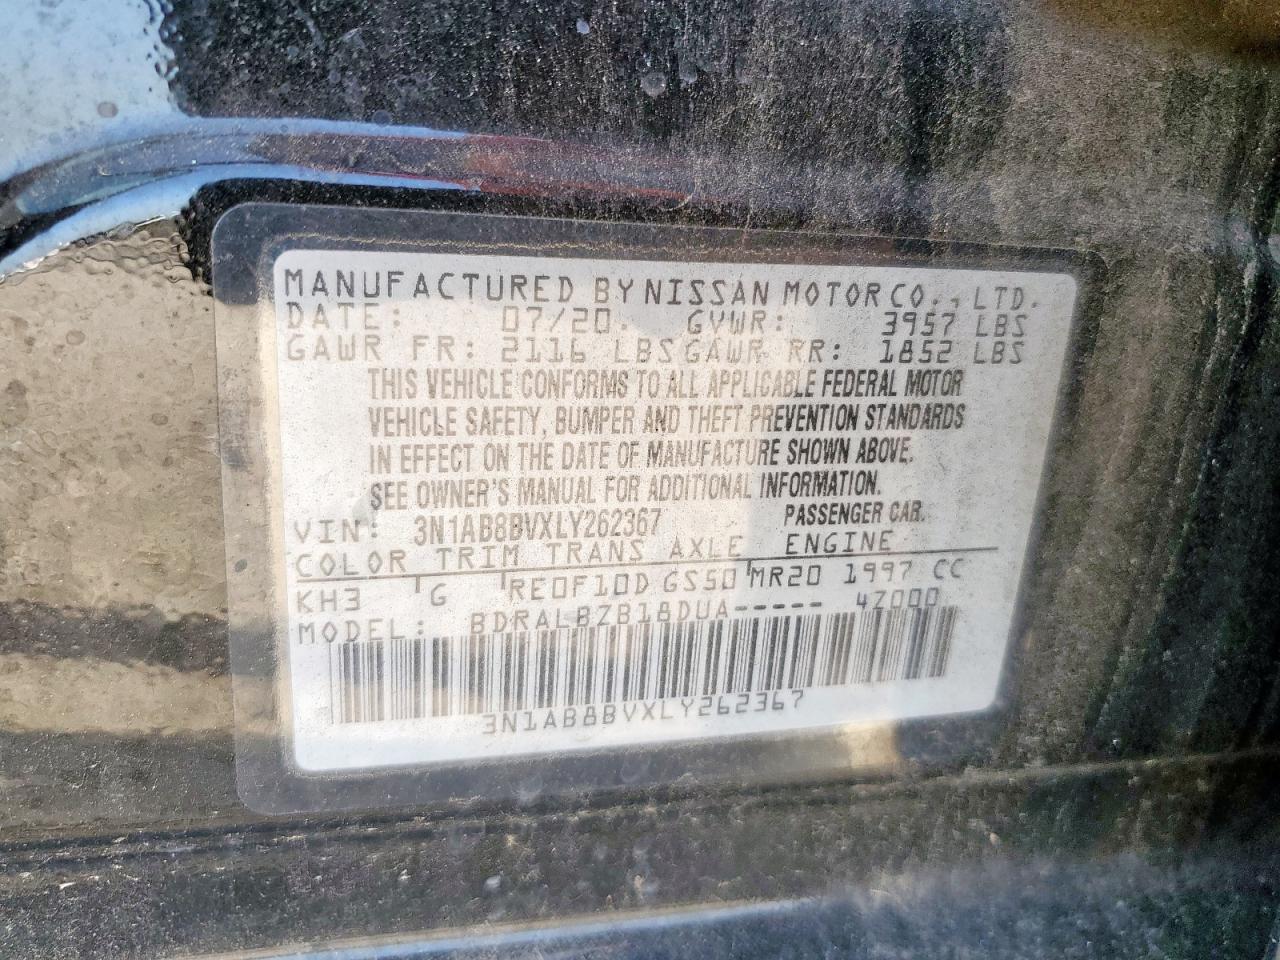 MANUFACTURED BY NISSAN MOTOR CO., LTD.
DATE: 07/20. GVWR: 3957 LBS
GAWR FR: 2116 LBS GAWR RR: 1852 LBS
THIS VEHICLE CONFORMS TO ALL APPLICABLE FEDERAL MOTOR
VEHICLE SAFETY, BUMPER AND THEFT PREVENTION STANDARDS
IN EFFECT ON THE DATE OF MANUFACTURE SHOWN ABOVE.
SEE OWNER'S MANUAL FOR ADDITIONAL INFORMATION.
VIN: 3N1AB8BVXLY262367 PASSENGER CAR.
COLOR TRIM TRANS AXLE ENGINE
KH3 G RE0F10D GS50 MR20 1997 CC
MODEL: BDRALBZB18DUA----- 4Z000
3N1AB8BVXLY262367